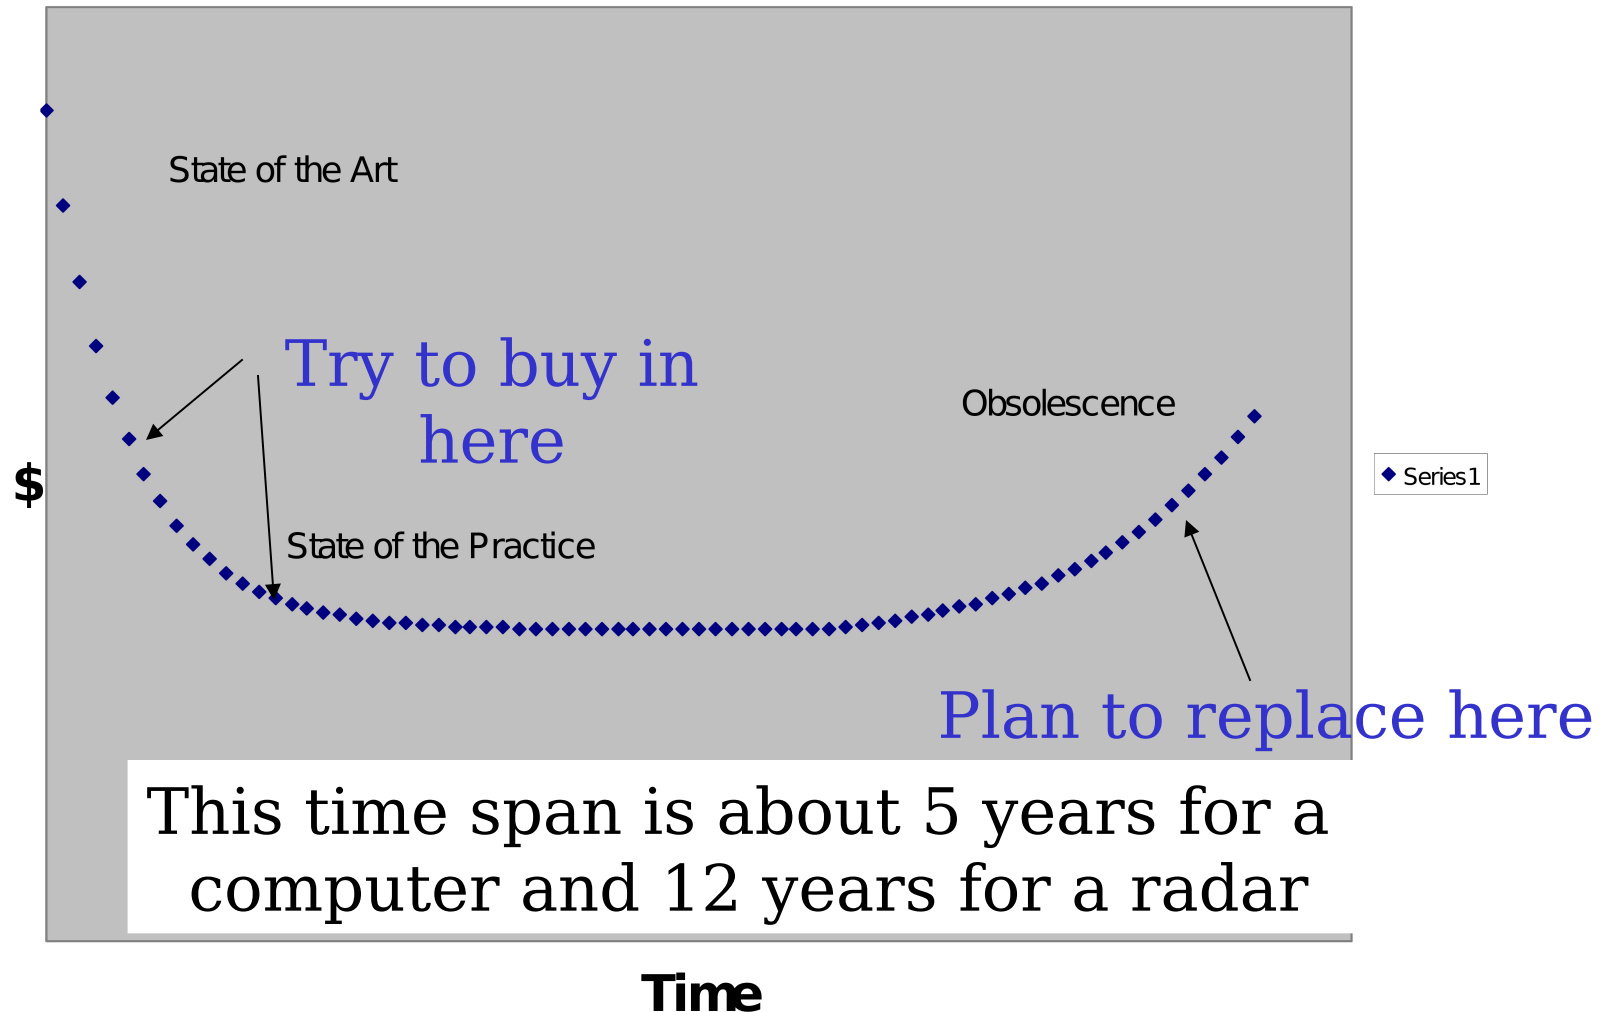 State of the Art
Try to buy in
here
Obsolescence
$
Series1
State of the Practice
Plan to replace here
This time span is about 5 years for a
computer and 12 years for a radar
Time